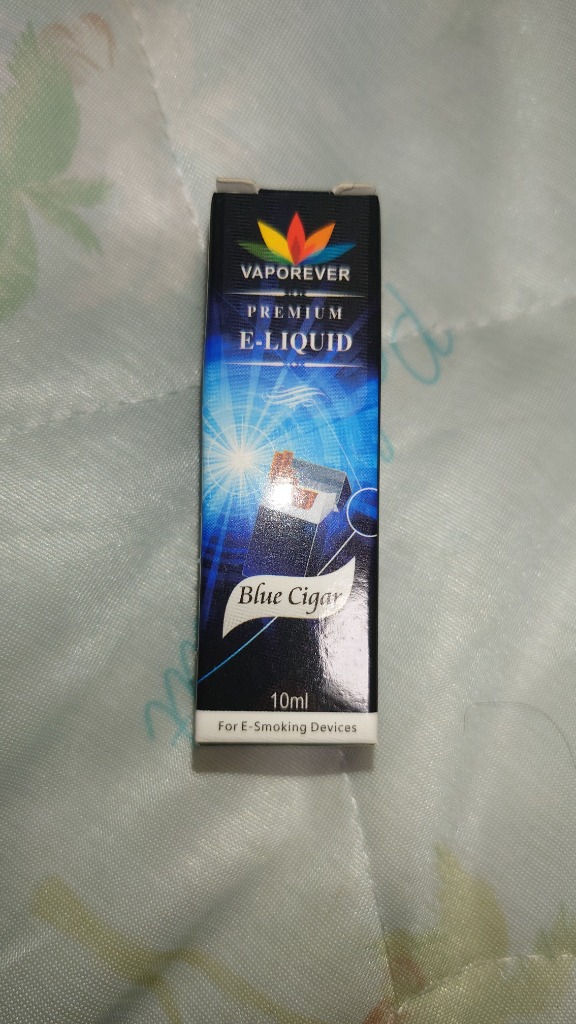 VAPOREVER
PREMIUM
E-LIQUID
Blue Cigar
10ml
For E-Smoking Devices